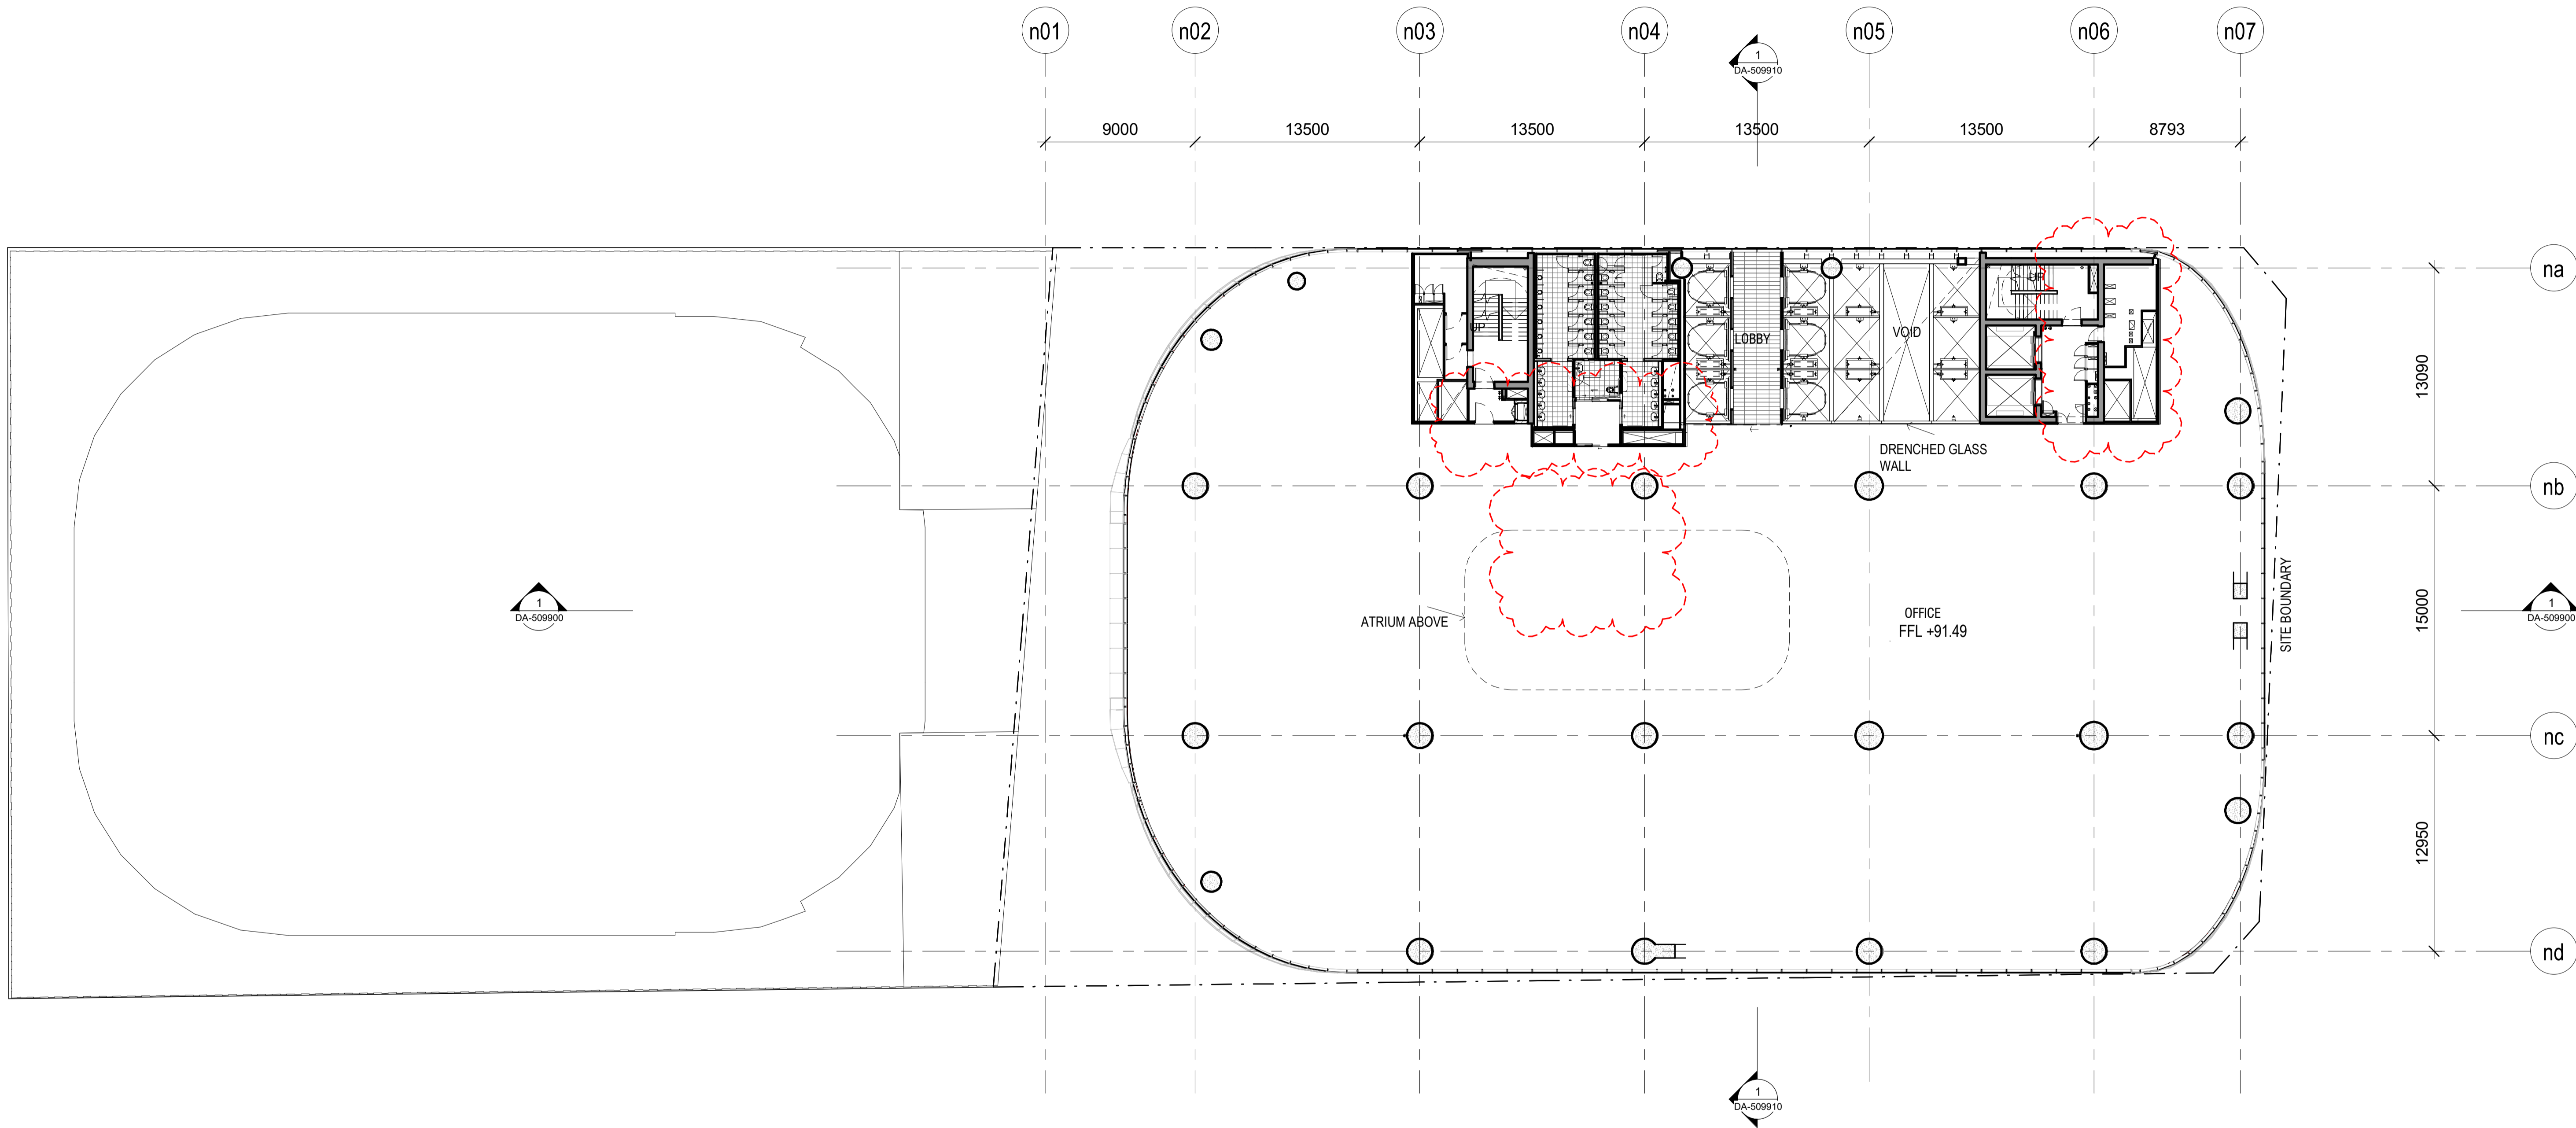 n01
n02
n03
n04
n05
n06
n07
1
DA-509910
9000
13500
13500
13500
13500
8793
na
UP
UP
LOBBY
VOID
13090
DRENCHED GLASS
WALL
nb
1
DA-509900
ATRIUM ABOVE
OFFICE
FFL +91.49
SITE BOUNDARY
15000
1
DA-509900
nc
12950
nd
1
DA-509910